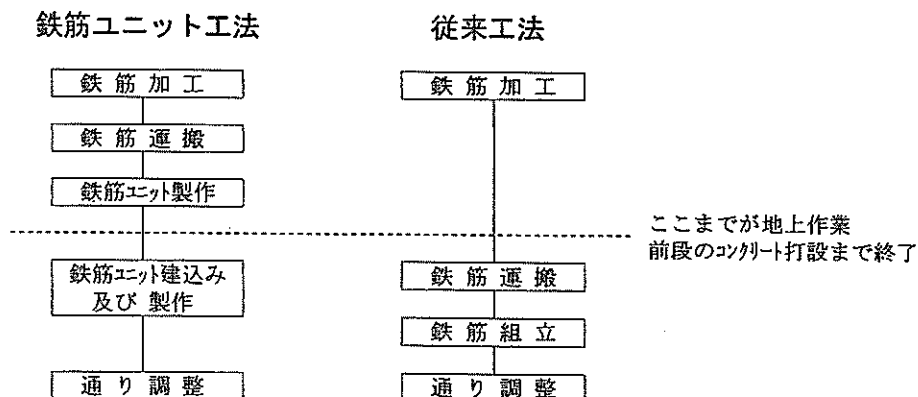 鉄筋ユニット工法
鉄筋加工
鉄筋運搬
鉄筋ユニット製作
鉄筋ユニット建込み
及び 製作
通り調整
従来工法
鉄筋加工
鉄筋運搬
鉄筋組立
通り調整
ここまでが地上作業
前段のコンクリート打設まで終了